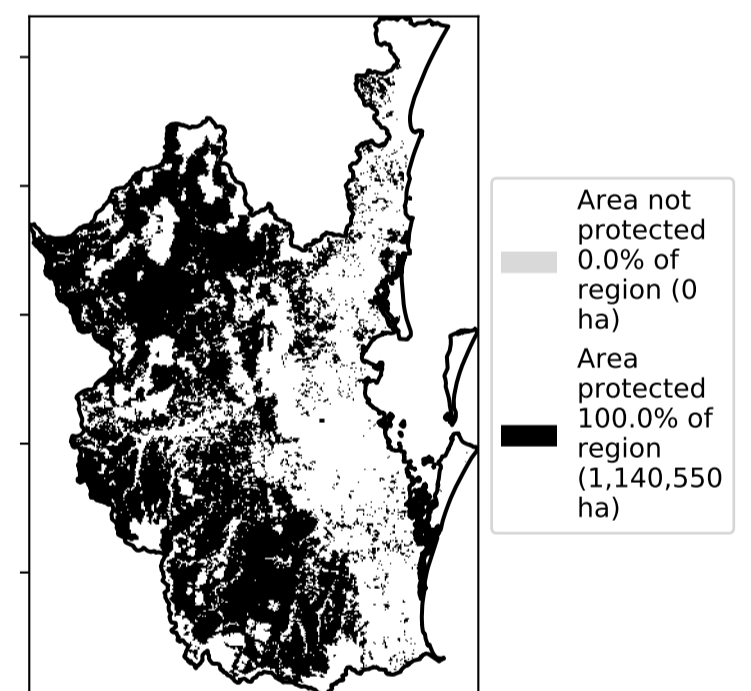 Area not
protected
0.0% of
region (0
ha)
Area
protected
100.0% of
region
(1,140,550
ha)